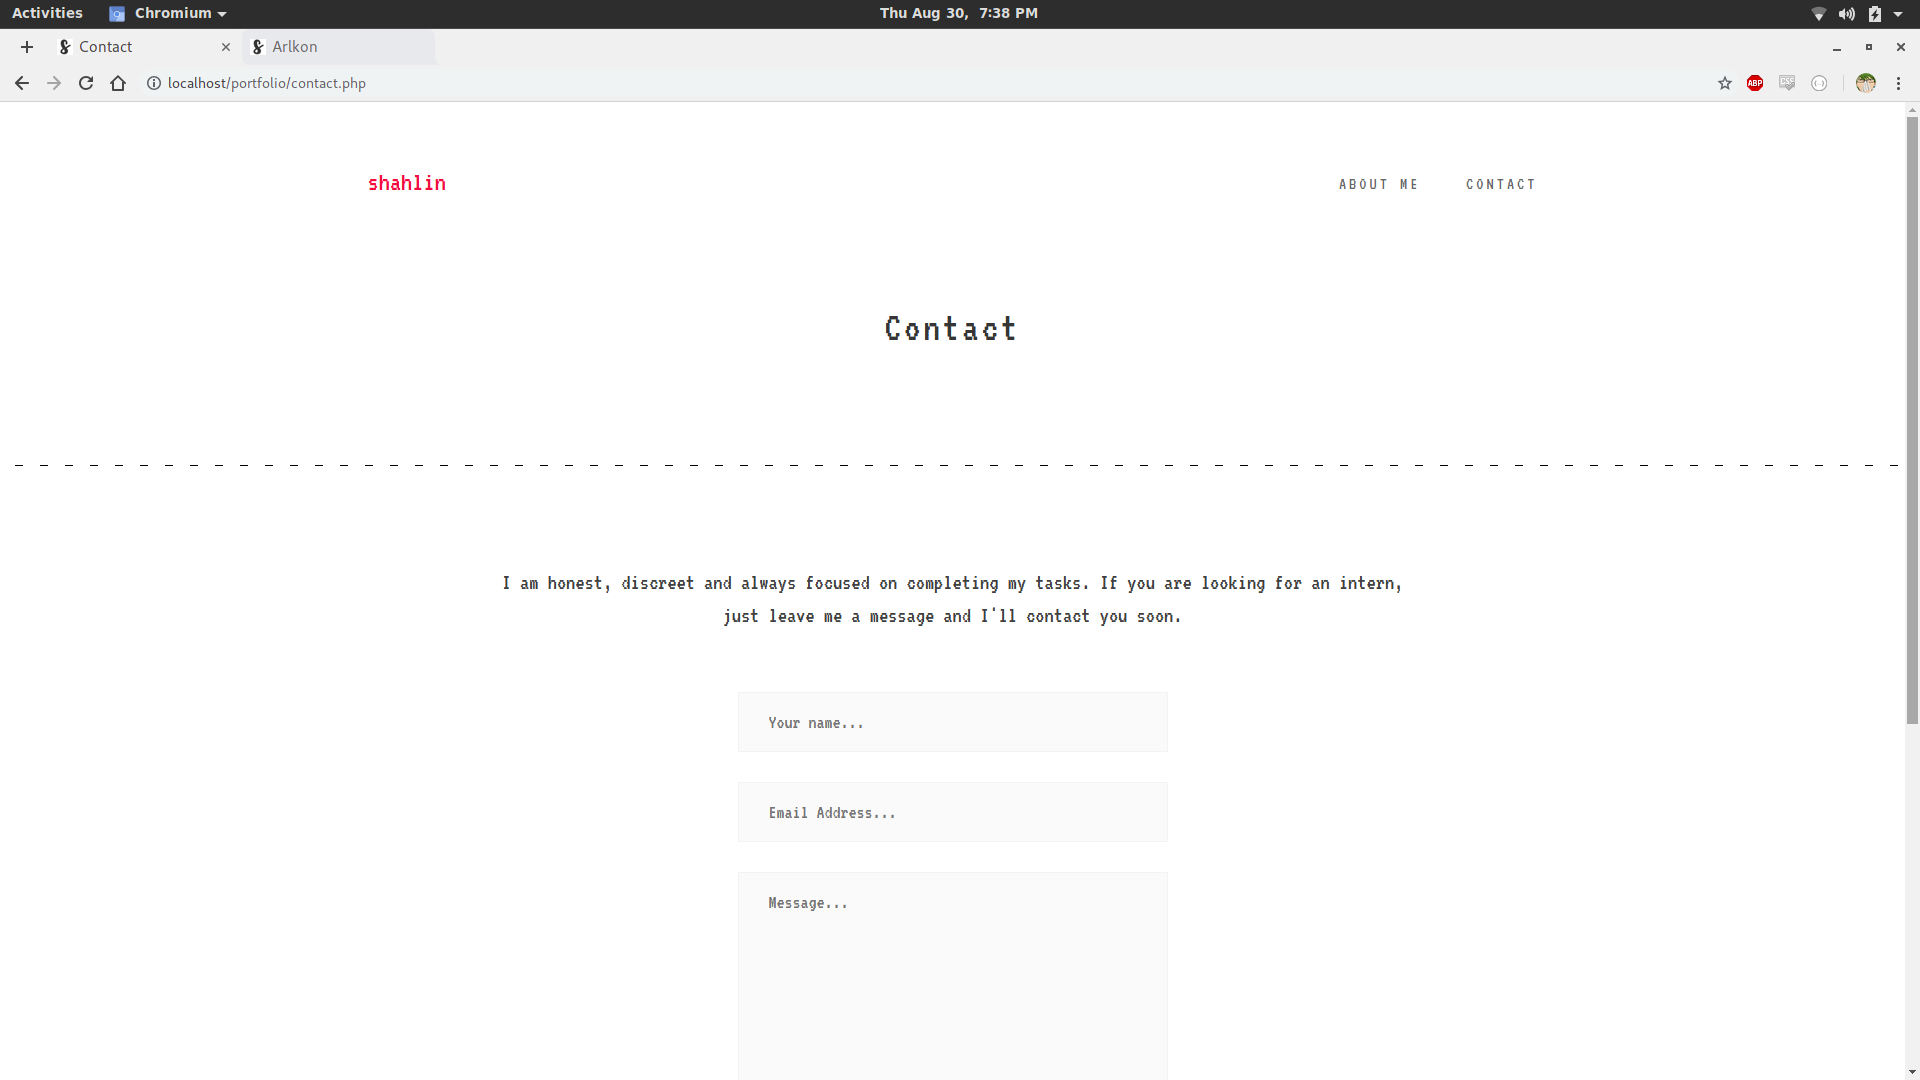 Activities Chromium Thu Aug 30, 7:38 PM
Contact Arlkon
localhost/portfolio/contact.php ABP CSS
shahlin ABOUT ME CONTACT
Contact
I am honest, discreet and always focused on completing my tasks. If you are looking for an intern,
just leave me a message and I'll contact you soon.
Your name...
Email Address...
Message...